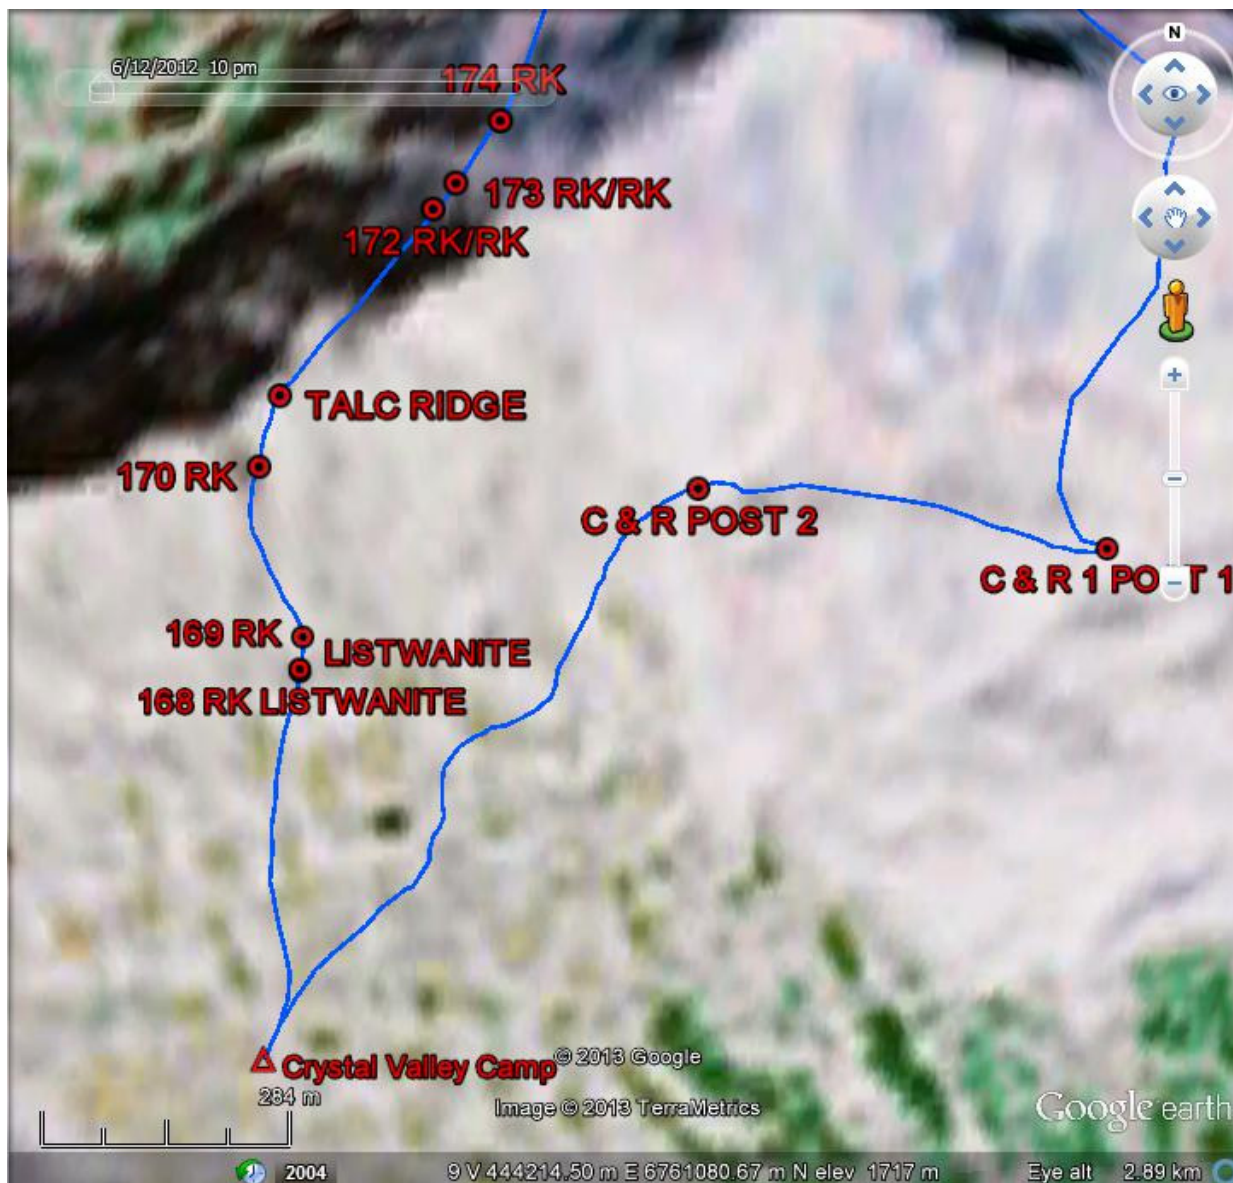 N
6/12/2012 10 pm
174 RK
173 RK/RK
172 RK/RK
TALC RIDGE
170 RK
C & R POST 2
C & R 1 POST 1
169 RK
LISTWANITE
168 RK LISTWANITE
Crystal Valley Camp
© 2013 Google
284 m
Image © 2013 TerraMetrics
Google earth
2004
9 V 444214.50 m E 6761080.67 m N elev 1717 m
Eye alt 2.89 km